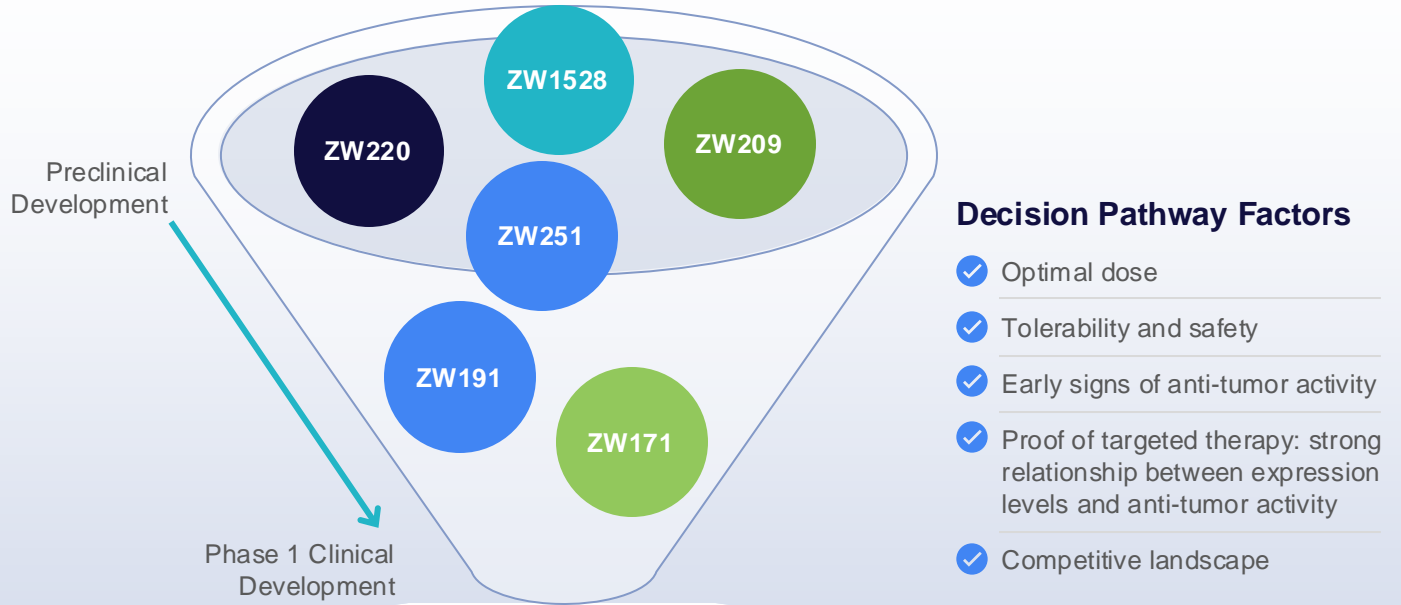 ZW1528
ZW220
ZW209
Preclinical
Development
ZW251
ZW191
ZW171
Phase 1 Clinical
Development
Decision Pathway Factors
Optimal dose
Tolerability and safety
Early signs of anti-tumor activity
Proof of targeted therapy: strong
relationship between expression
levels and anti-tumor activity
Competitive landscape